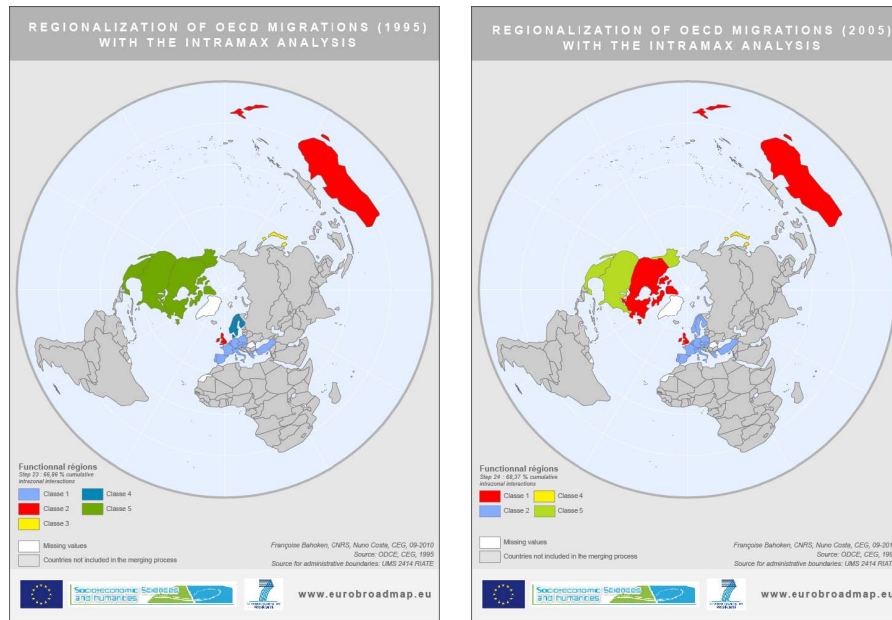 REGIONALIZATION OF OECD MIGRATIONS (1995)
WITH THE INTRAMAX ANALYSIS
Functionnal régions
Step 23 : 66,86 % cumulative
intrazonal interactions
Classe 1
Classe 4
Classe 2
Classe 5
Classe 3
Missing values
Countries not included in the merging process
Françoise Bahoken, CNRS, Nuno Costa, CEG, 09-2010
Source: ODCE, CEG, 1995
Source for administrative boundaries: UMS 2414 RIATE
Socioeconomic Sciences
and humanities
www.eurobroadmap.eu
REGIONALIZATION OF OECD MIGRATIONS (2005)
WITH THE INTRAMAX ANALYSIS
Functionnal régions
Step 24 : 68,37 % cumulative
intrazonal interactions
Classe 1
Classe 4
Classe 2
Classe 5
Missing values
Countries not included in the merging process
Françoise Bahoken, CNRS, Nuno Costa, CEG, 09-201
Source: ODCE, CEG, 199
Source for administrative boundaries: UMS 2414 RIAT
Socioeconomic Sciences
and humanities
www.eurobroadmap.eu